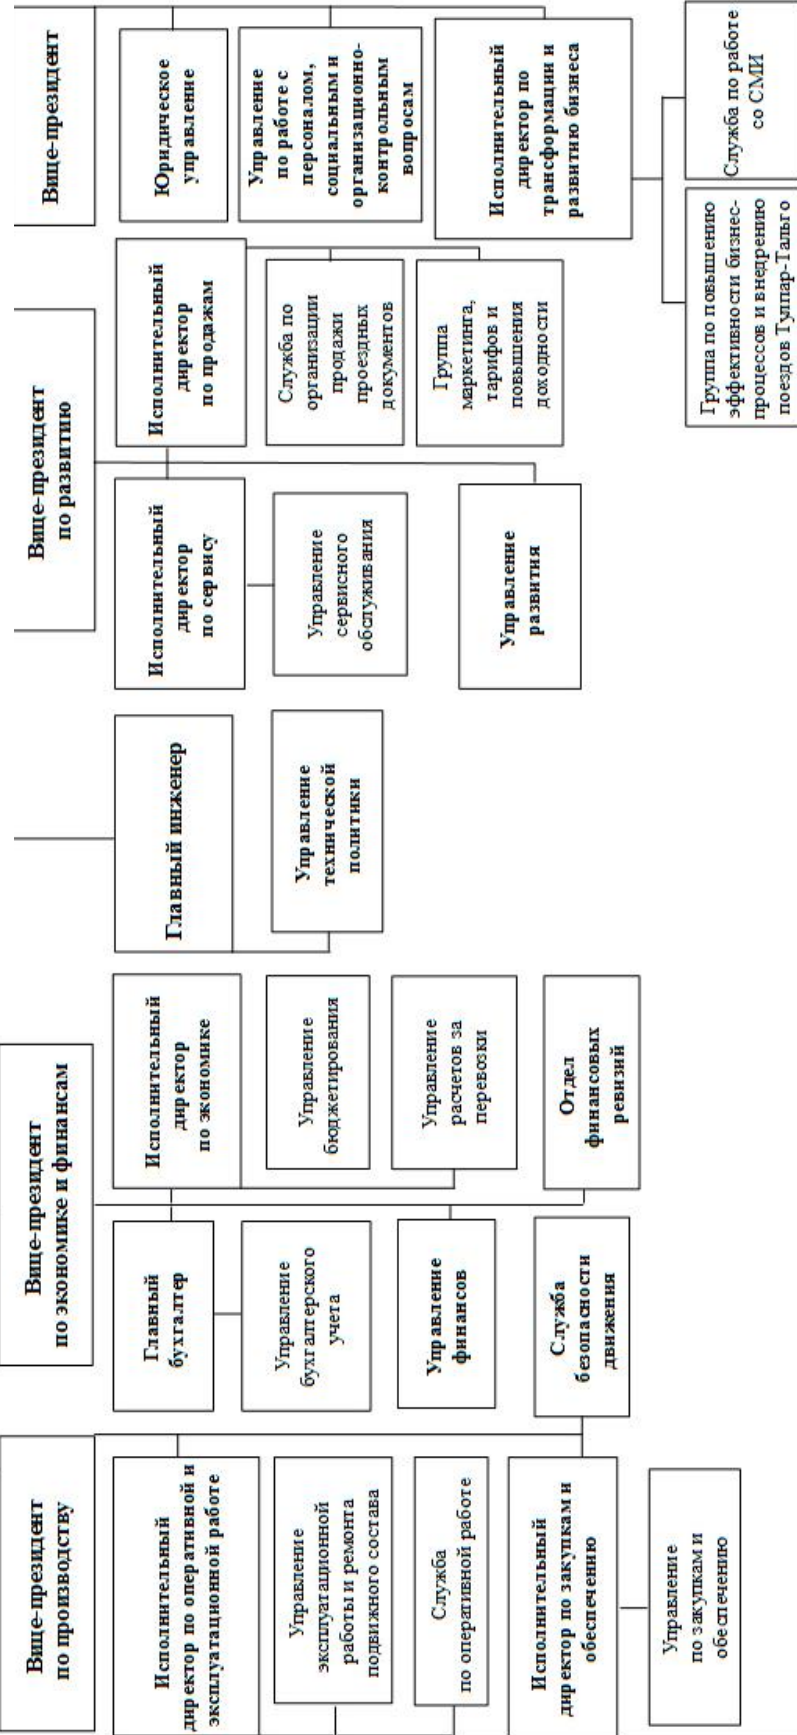 Вице-президент
по производству
Исполнительный
директор по оперативной и
эксплуатационной работе
Управление
эксплуатационной
работы и ремонта
подвижного состава
Служба
по оперативной работе
Исполнительный
директор по закупкам и
обеспечению
Управление
по закупкам и
обеспечению
Служба
безопасности
движения
Вице-президент
по экономике и финансам
Главный
бухгалтер
Управление
бухгалтерского
учета
Управление
финансов
Исполнительный
директор
по экономике
Управление
бюджетирования
Управление
расчетов за
перевозки
Отдел
финансовых
ревизий
Главный инженер
Управление
технической
политики
Вице-президент
по развитию
Исполнительный
директор
по сервису
Управление
сервисного
обслуживания
Управление
развития
Исполнительный
директор
по продажам
Служба по
организации
продажи
проездных
документов
Группа
маркетинга,
тарифов и
повышения
доходности
Вице-президент
Юридическое
управление
Управление
по работе с
персоналом,
социальным и
организационно-
контрольным
вопросам
Исполнительный
директор по
трансформации и
развитию бизнеса
Группа по повышению
эффективности бизнес-
процессов и внедрению
поездов Тулпар-Тальго
Служба по работе
со СМИ